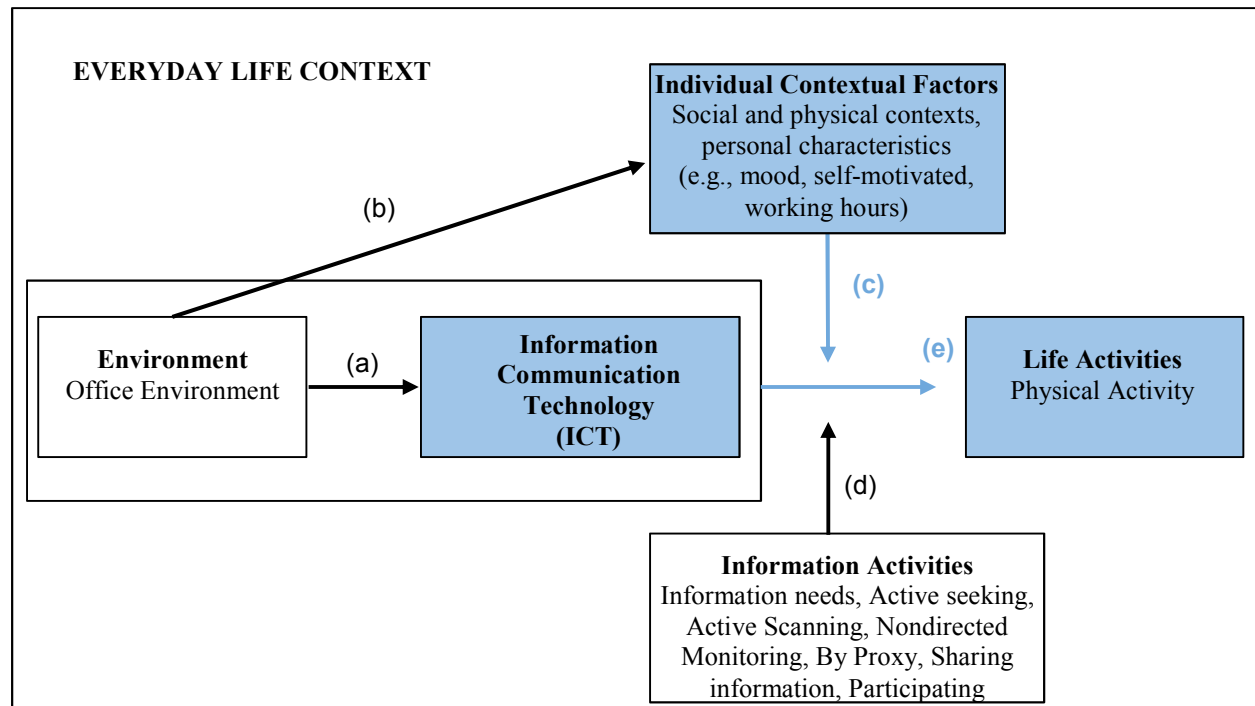 EVERYDAY LIFE CONTEXT
Individual Contextual Factors
Social and physical contexts,
personal characteristics
(e.g., mood, self-motivated,
working hours)
(b)
(c)
Environment
Office Environment
(a)
Information
Communication
Technology
(ICT)
(e)
Life Activities
Physical Activity
(d)
Information Activities
Information needs, Active seeking,
Active Scanning, Nondirected
Monitoring, By Proxy, Sharing
information, Participating